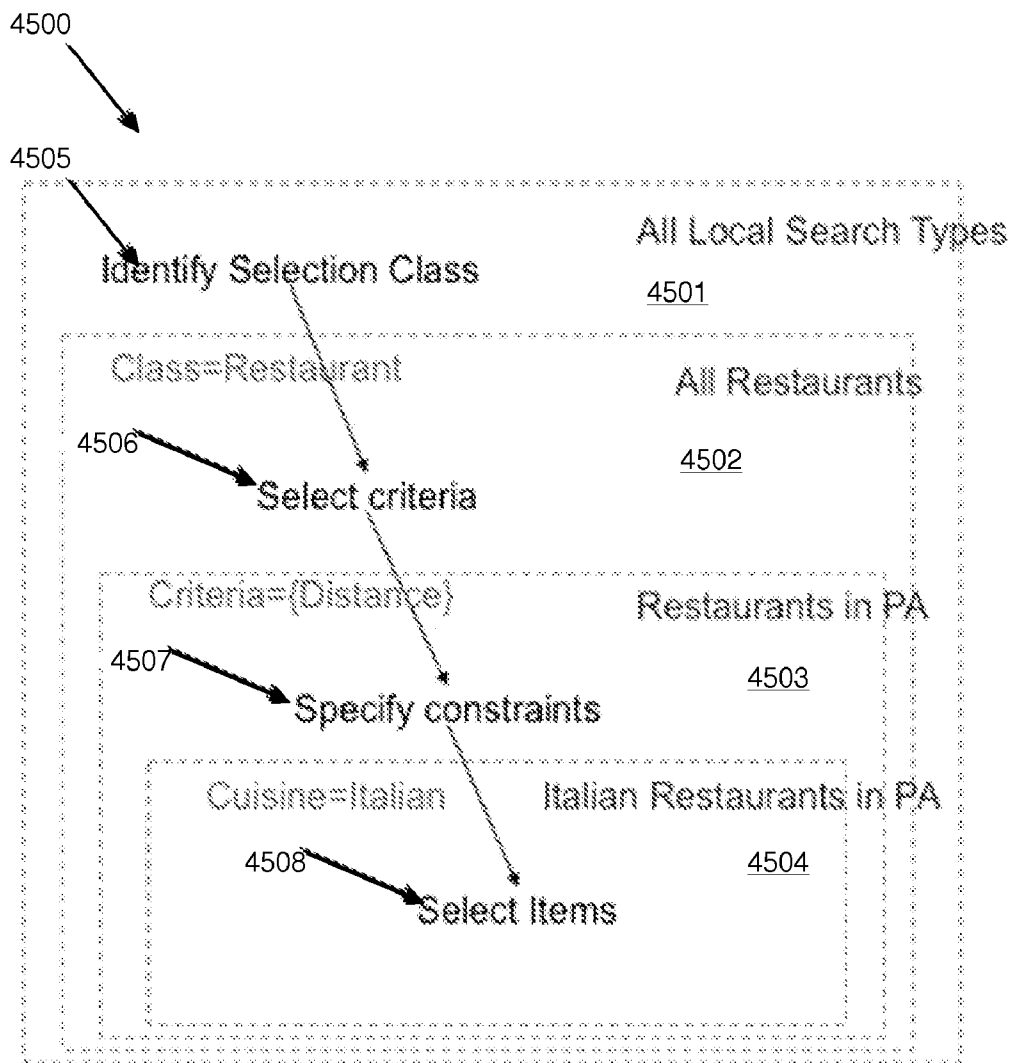 4500
4505
All Local Search Types
Identify Selection Class
4501
Class=Restaurant
All Restaurants
4506
4502
Select criteria
Criteria={Distance}
Restaurants in PA
4507
4503
Specify constraints
Cuisine=Italian
Italian Restaurants in PA
4508
4504
Select Items